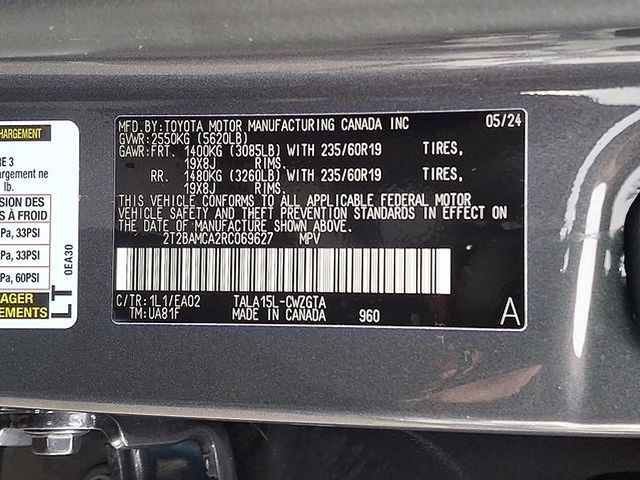 HARGEMENT
RE 3
hargement ne
lb.
SION DES
S À FROID
Pa, 33PSI
Pa, 33PSI
Pa, 60PSI
AGER
EMENTS
LT
0EA30
MFD.BY:TOYOTA MOTOR MANUFACTURING CANADA INC 05/24
GVWR:2550KG (5620LB)
GAWR:FRT. 1400KG (3085LB) WITH 235/60R19 TIRES,
19X8J RIMS.
RR. 1480KG (3260LB) WITH 235/60R19 TIRES,
19X8J RIMS.
THIS VEHICLE CONFORMS TO ALL APPLICABLE FEDERAL MOTOR
VEHICLE SAFETY AND THEFT PREVENTION STANDARDS IN EFFECT ON
THE DATE OF MANUFACTURE SHOWN ABOVE.
2T2BAMCA2RC069627 MPV
C/TR:1L1/EA02 TALA15L-CWZGTA
TM:UA81F MADE IN CANADA 960 A